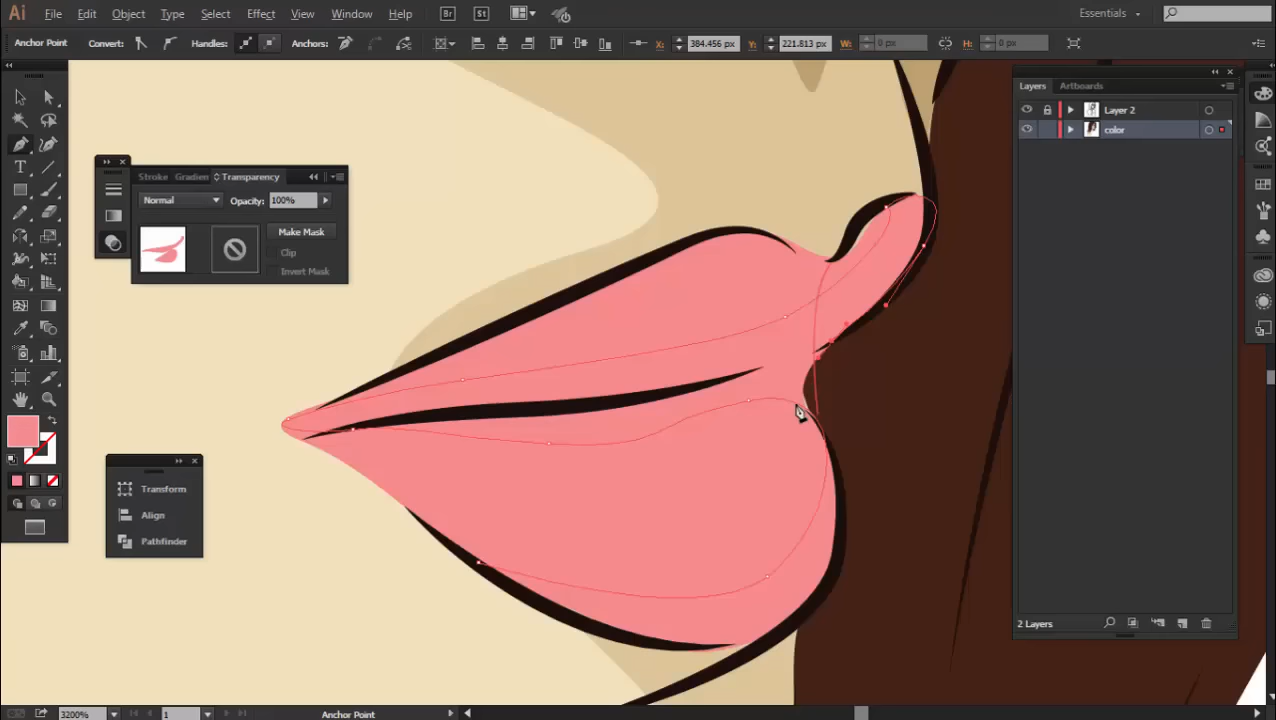 Ai File Edit Object Type Select Effect View Window Help Br St Essentials
Anchor Point Convert: Handles: Anchors: X: 384.456 px Y: 221.813 px W: 0 px H: 0 px
Layers Artboards
Layer 2
color
Stroke Gradien Transparency
Normal Opacity: 100%
Make Mask
Clip
Invert Mask
Transform
Align
Pathfinder
2 Layers
3200% 1 Anchor Point